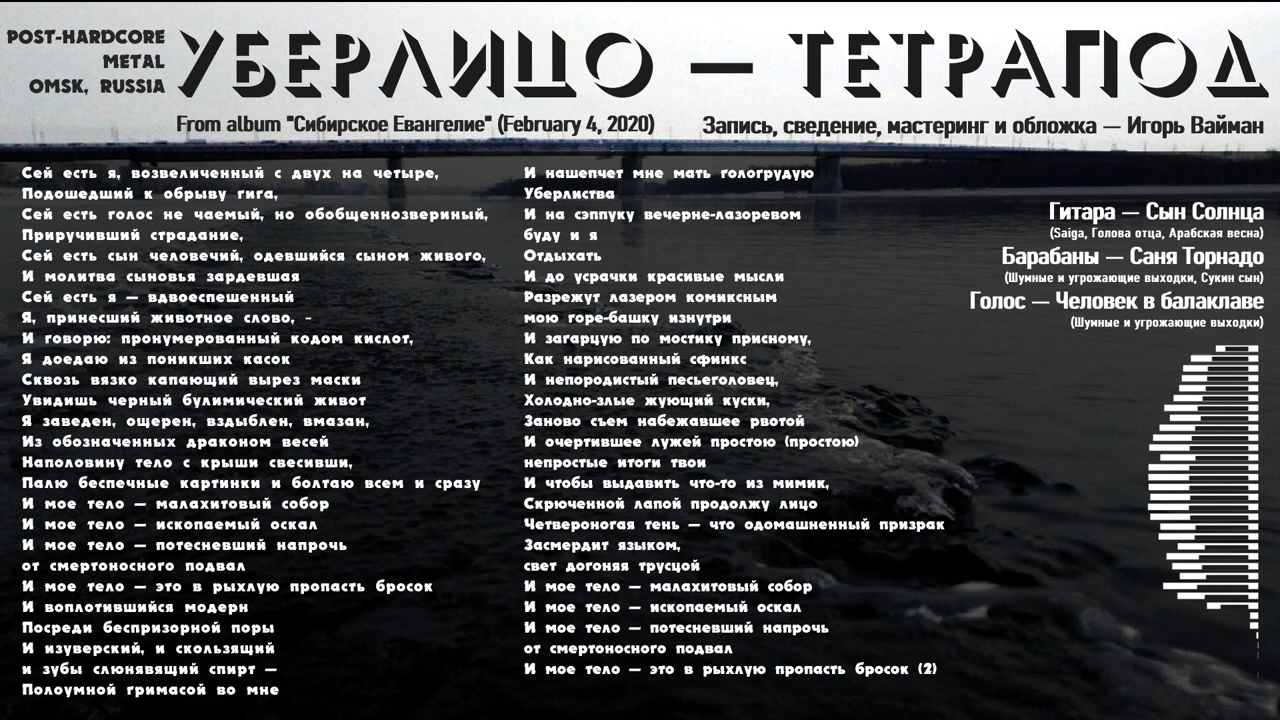 POST-HARDCORE
METAL
OMSK, RUSSIA
УБЕРЛИЦО — ТЕТРАПОД
From album "Сибирское Евангелие" (February 4, 2020)
Запись, сведение, мастеринг и обложка — Игорь Вайман
Сей есть я, возвеличенный с двух на четыре,
Подошедший к обрыву гига,
Сей есть голос не чаемый, но обобщеннозвериный,
Приручивший страдание,
Сей есть сын человечий, одевшийся сыном живого,
И молитва сыновья зардевшая
Сей есть я — вдвоеспешенный
Я, принесший животное слово, -
И говорю: пронумерованный кодом кислот,
Я доедаю из поникших касок
Сквозь вязко капающий вырез маски
Увидишь черный булимический живот
Я заведен, ощерен, вздыблен, вмазан,
Из обозначенных драконом весей
Наполовину тело с крыши свесивши,
Палю беспечные картинки и болтаю всем и сразу
И мое тело — малахитовый собор
И мое тело — ископаемый оскал
И мое тело — потесневший напрочь
от смертоносного подвал
И мое тело — это в рыхлую пропасть бросок
И воплотившийся модерн
Посреди беспризорной поры
И изуверский, и скользящий
и зубы слюнявящий спирт —
Полоумной гримасой во мне
И нашепчет мне мать гологрудую
Уберлиства
И на сэппуку вечерне-лазоревом
буду и я
Отдыхать
И до усрачки красивые мысли
Разрежут лазером комиксным
мою горе-башку изнутри
И загарцую по мостику присному,
Как нарисованный сфинкс
И непородистый песьеголовец,
Холодно-злые жующий куски,
Заново съем набежавшее рвотой
И очертившее лужей простою (простою)
непростые итоги твои
И чтобы выдавить что-то из мимик,
Скрюченной лапой продолжу лицо
Четвероногая тень — что одомашненный призрак
Засмердит языком,
свет догоняя трусцой
И мое тело — малахитовый собор
И мое тело — ископаемый оскал
И мое тело — потесневший напрочь
от смертоносного подвал
И мое тело — это в рыхлую пропасть бросок (2)
Гитара — Сын Солнца
(Saiga, Голова отца, Арабская весна)
Барабаны — Саня Торнадо
(Шумные и угрожающие выходки, Сукин сын)
Голос — Человек в балаклаве
(Шумные и угрожающие выходки)